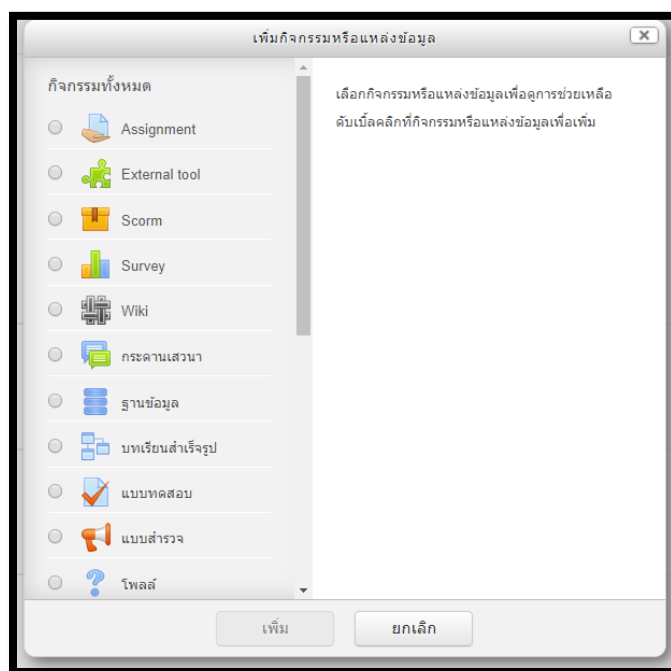 เพิ่มกิจกรรมหรือแหล่งข้อมูล
กิจกรรมทั้งหมด
Assignment
External tool
Scorm
Survey
Wiki
กระดานเสวนา
ฐานข้อมูล
บทเรียนสำเร็จรูป
แบบทดสอบ
แบบสำรวจ
โพลล์
เลือกกิจกรรมหรือแหล่งข้อมูลเพื่อดูการช่วยเหลือ
ดับเบิ้ลคลิกที่กิจกรรมหรือแหล่งข้อมูลเพื่อเพิ่ม
เพิ่ม
ยกเลิก